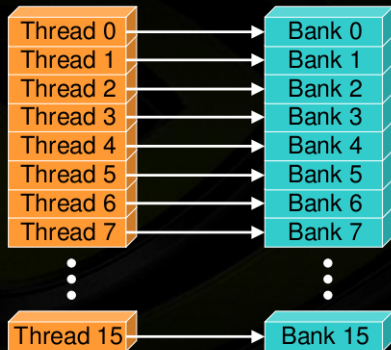 Thread 0 Bank 0
Thread 1 Bank 1
Thread 2 Bank 2
Thread 3 Bank 3
Thread 4 Bank 4
Thread 5 Bank 5
Thread 6 Bank 6
Thread 7 Bank 7
Thread 15 Bank 15